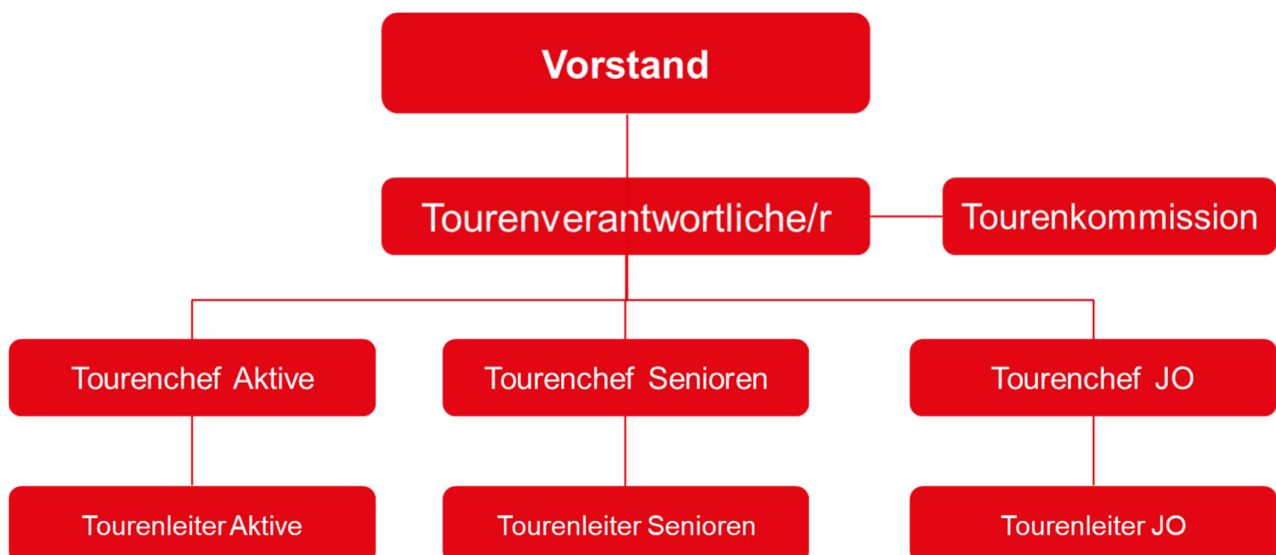 Vorstand
Tourenverantwortliche/r
Tourenkommission
Tourenchef Aktive
Tourenchef Senioren
Tourenchef JO
Tourenleiter Aktive
Tourenleiter Senioren
Tourenleiter JO